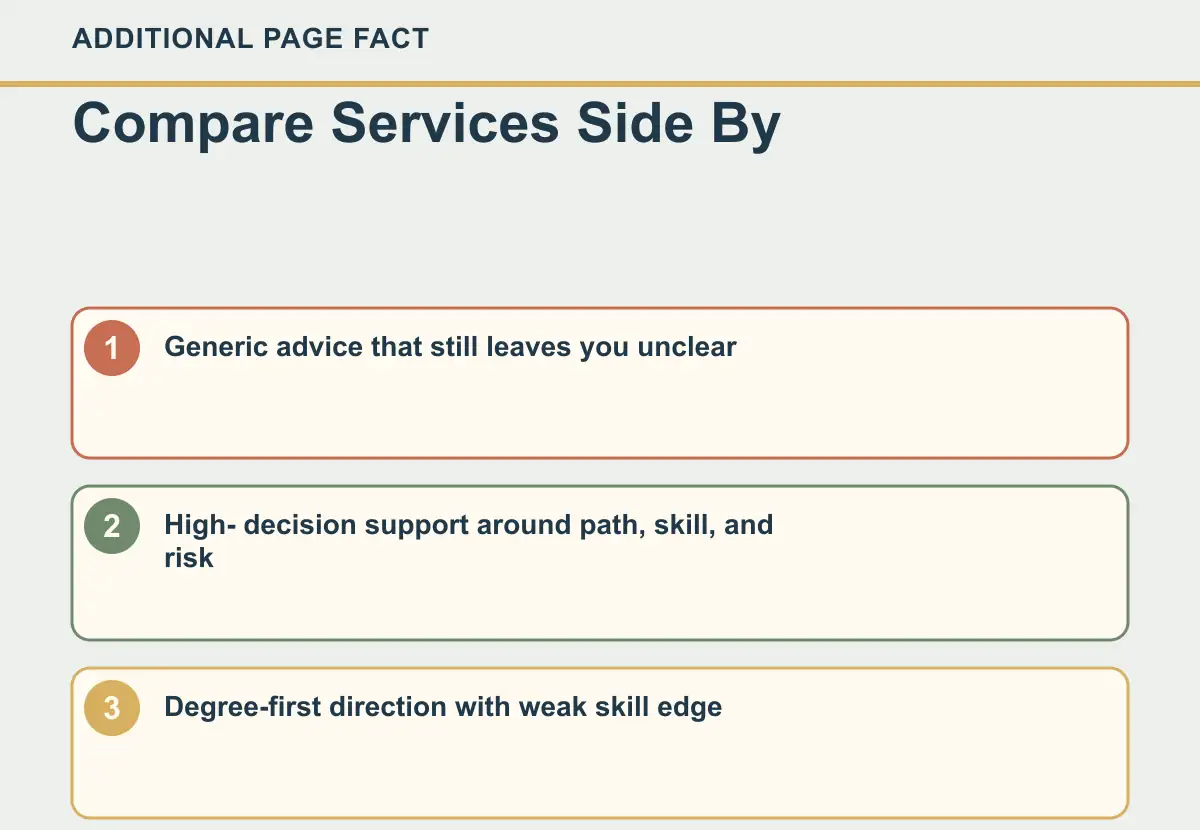 ADDITIONAL PAGE FACT
Compare Services Side By
1
Generic advice that still leaves you unclear
2
High- decision support around path, skill, and
risk
3
Degree-first direction with weak skill edge